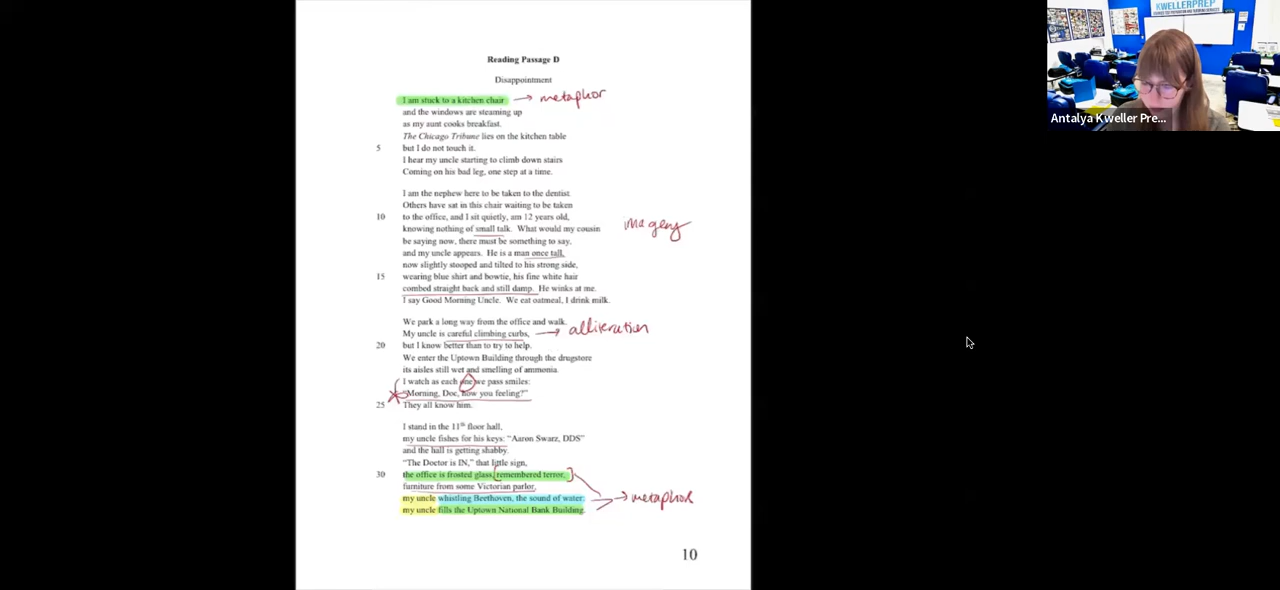 KWELLERPREP
Antalya Kweller Pre...
Reading Passage D
Disappointment
I am stuck to a kitchen chair → metaphor
and the windows are steaming up
as my aunt cooks breakfast.
The Chicago Tribune lies on the kitchen table
5 but I do not touch it.
I hear my uncle starting to climb down stairs
Coming on his bad leg, one step at a time.
I am the nephew here to be taken to the dentist
Others have sat in this chair waiting to be taken
10 to the office, and I sit quietly, am 12 years old,
knowing nothing of small talk. What would my cousin
imagery
be saying now, there must be something to say,
and my uncle appears. He is a man once tall,
now slightly stooped and tilted to his strong side,
15 wearing blue shirt and bowtie, his fine white hair
combed straight back and still damp. He winks at me.
I say Good Morning Uncle. We eat oatmeal, I drink milk.
We park a long way from the office and walk.
My uncle is careful climbing curbs, → alliteration
20 but I know better than to try to help.
We enter the Uptown Building through the drugstore
its aisles still wet and smelling of ammonia.
I watch as each one we pass smiles:
"Morning, Doc, how you feeling?"
25 They all know him.
I stand in the 11th floor hall,
my uncle fishes for his keys: "Aaron Swarz, DDS"
and the hall is getting shabby.
"The Doctor is IN," that little sign,
30 the office is frosted glass, [remembered terror,]
furniture from some Victorian parlor,
my uncle whistling Beethoven, the sound of water: → metaphor
my uncle fills the Uptown National Bank Building.
10